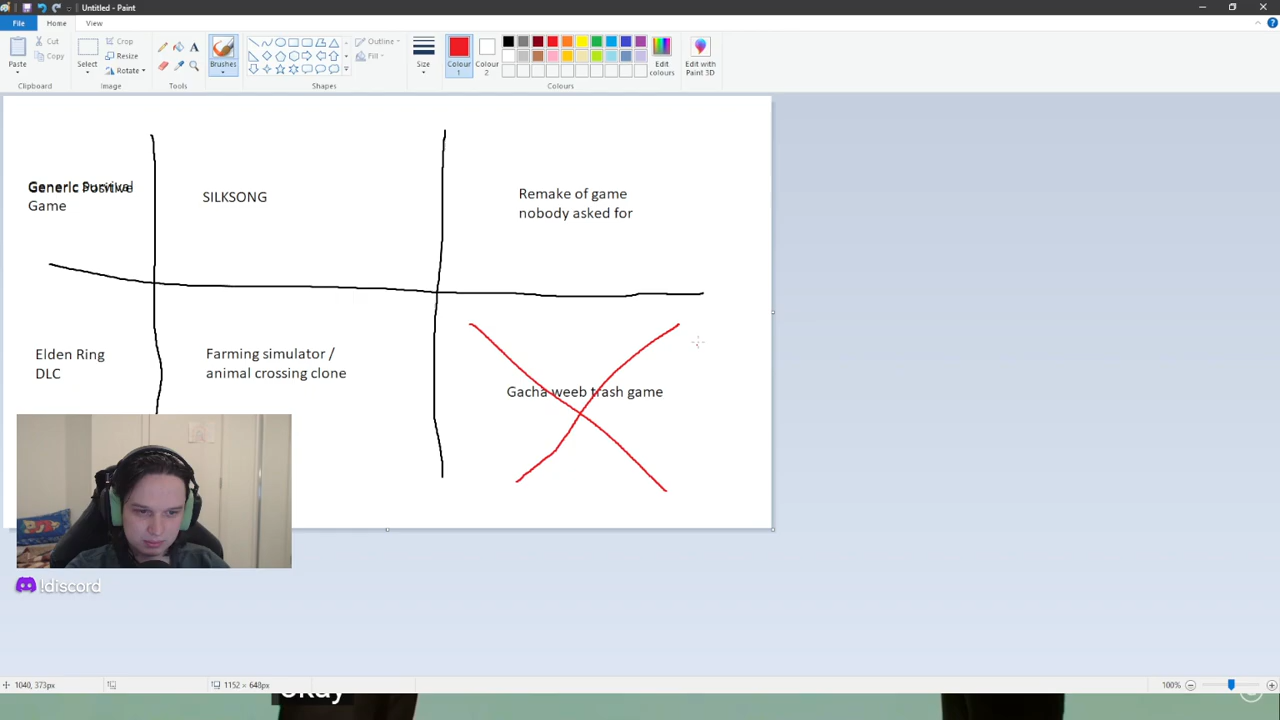 Untitled - Paint
File
Home
View
Paste
Cut
Copy
Clipboard
Select
Crop
Resize
Rotate
Image
Tools
Brushes
Shapes
Outline
Fill
Size
Colour 1
Colour 2
Edit colours
Colours
Edit with Paint 3D
Generic Survival
Game
SILKSONG
Remake of game
nobody asked for
Elden Ring
DLC
Farming simulator /
animal crossing clone
Gacha weeb trash game
!discord
1040, 373px
1152 × 648px
100%
okay